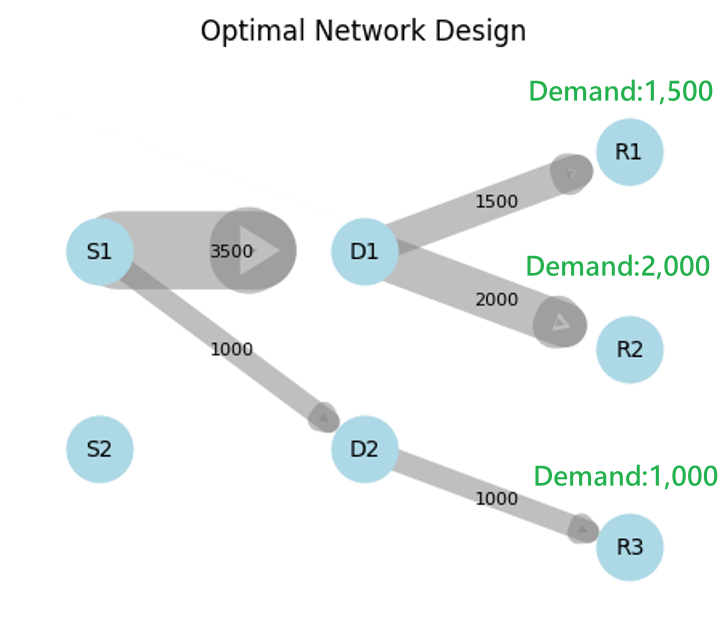 Optimal Network Design
Demand:1,500
R1
1500
S1
3500
D1
Demand:2,000
2000
R2
1000
S2
D2
Demand:1,000
1000
R3